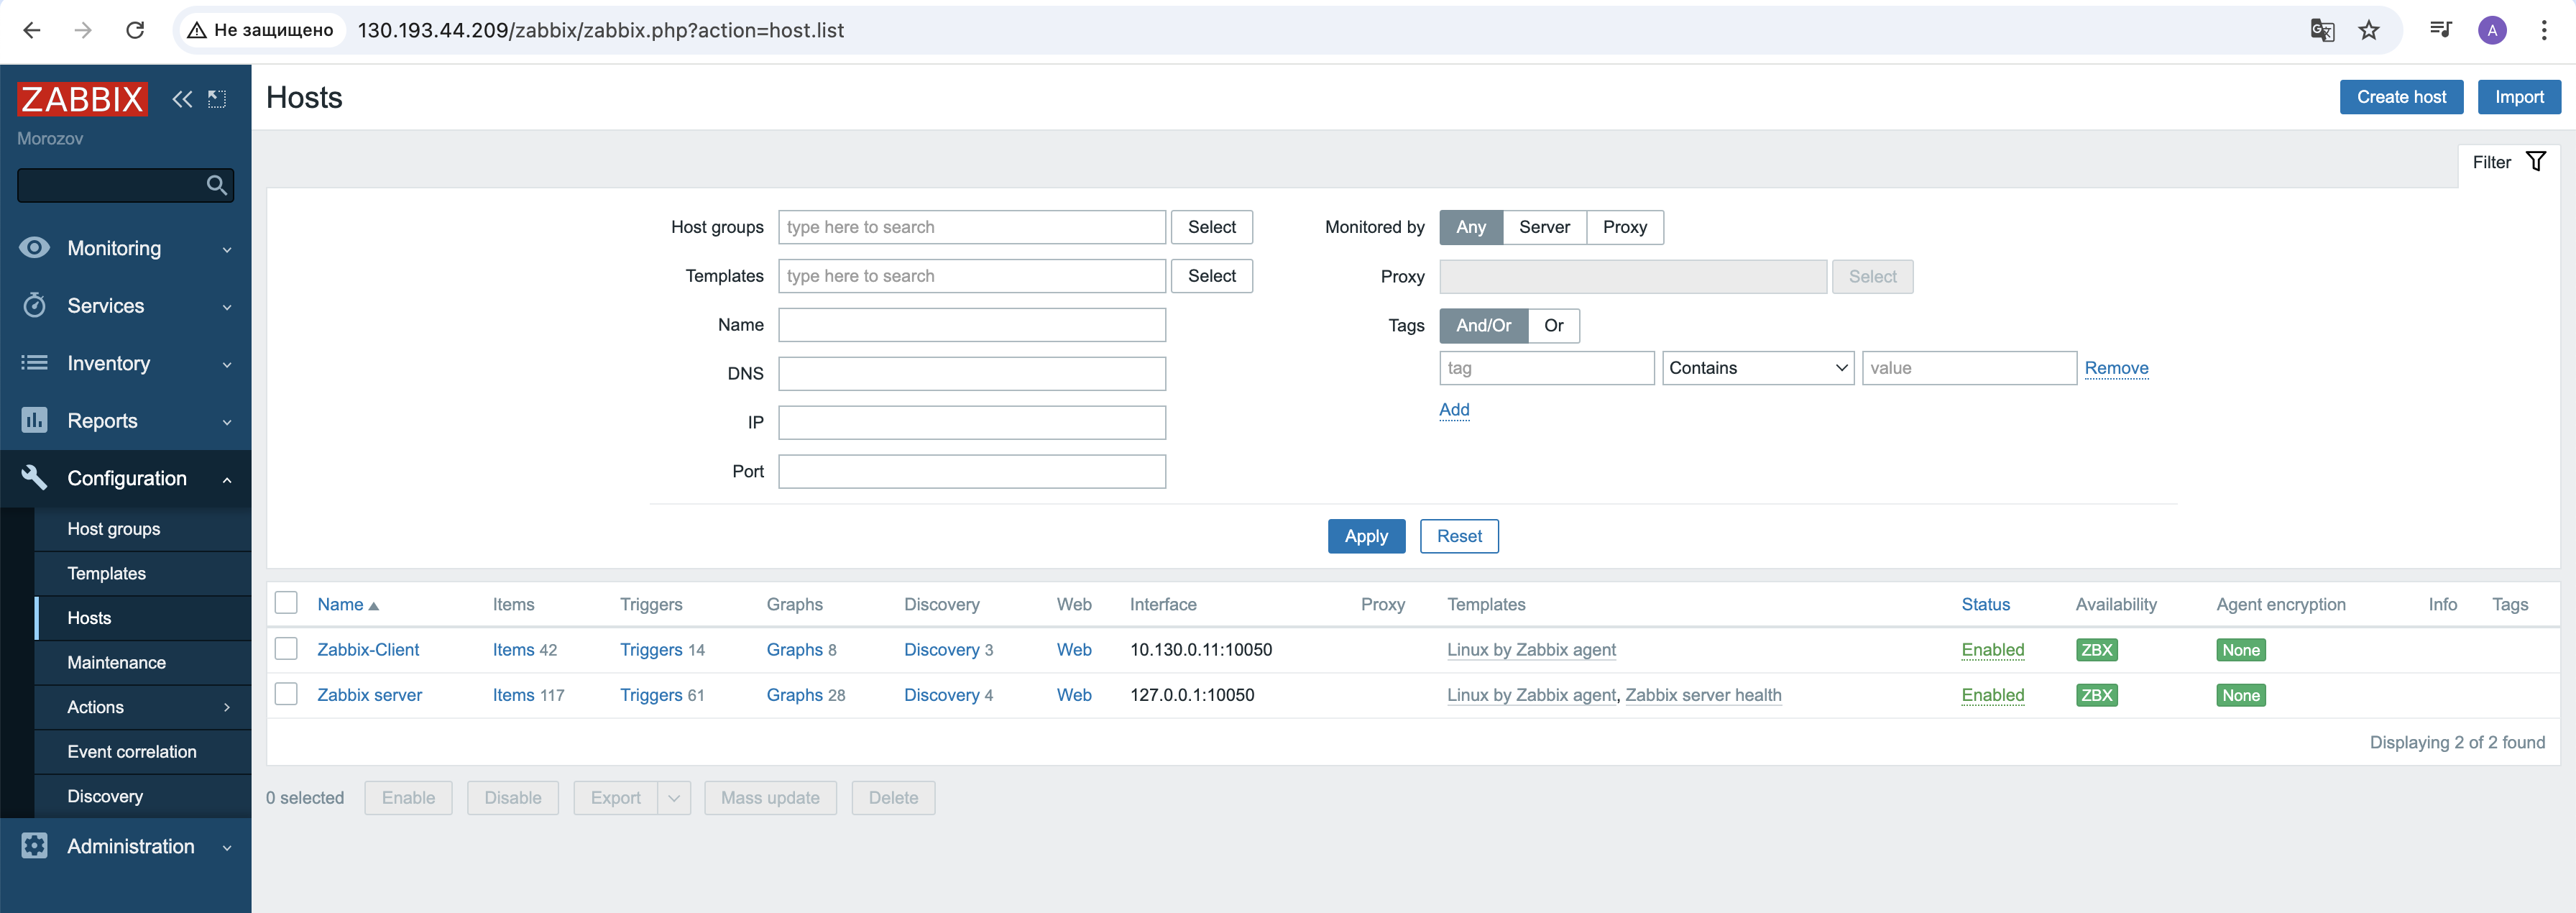 Не защищено 130.193.44.209/zabbix/zabbix.php?action=host.list A
ZABBIX
Morozov
Monitoring
Services
Inventory
Reports
Configuration
Host groups
Templates
Hosts
Maintenance
Actions
Event correlation
Discovery
Administration
Hosts Create host Import
Filter
Host groups type here to search Select
Templates type here to search Select
Name
DNS
IP
Port
Monitored by Any Server Proxy
Proxy Select
Tags And/Or Or
tag Contains value Remove
Add
Apply Reset
Name Items Triggers Graphs Discovery Web Interface Proxy Templates Status Availability Agent encryption Info Tags
Zabbix-Client Items 42 Triggers 14 Graphs 8 Discovery 3 Web 10.130.0.11:10050 Linux by Zabbix agent Enabled ZBX None
Zabbix server Items 117 Triggers 61 Graphs 28 Discovery 4 Web 127.0.0.1:10050 Linux by Zabbix agent, Zabbix server health Enabled ZBX None
Displaying 2 of 2 found
0 selected Enable Disable Export Mass update Delete